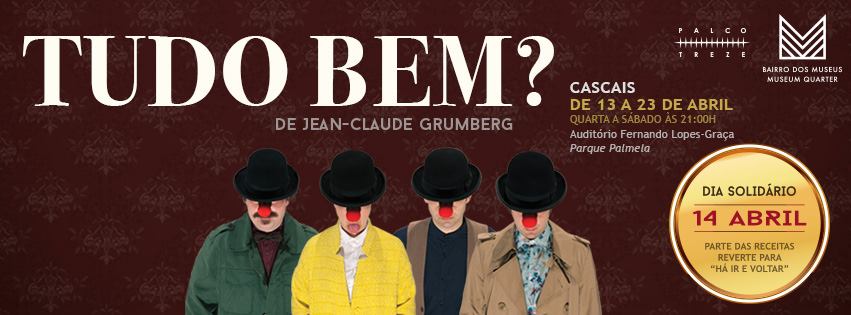 TUDO BEM?
DE JEAN-CLAUDE GRUMBERG
PALCO
TREZE
BAIRRO DOS MUSEUS
MUSEUM QUARTER
CASCAIS
DE 13 A 23 DE ABRIL
QUARTA A SÁBADO ÀS 21:00H
Auditório Fernando Lopes-Graça
Parque Palmela
DIA SOLIDÁRIO
14 ABRIL
PARTE DAS RECEITAS
REVERTE PARA
"HÁ IR E VOLTAR"